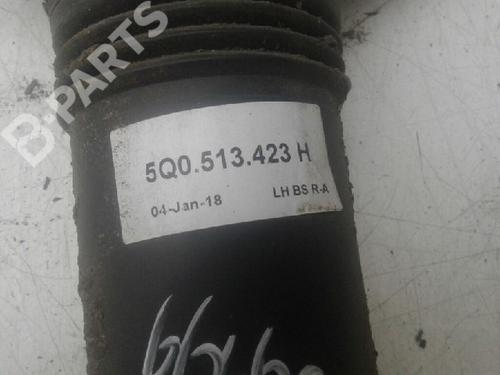 B-PARTS
5Q0.513.423 H
04-Jan-18 LH BS R-A